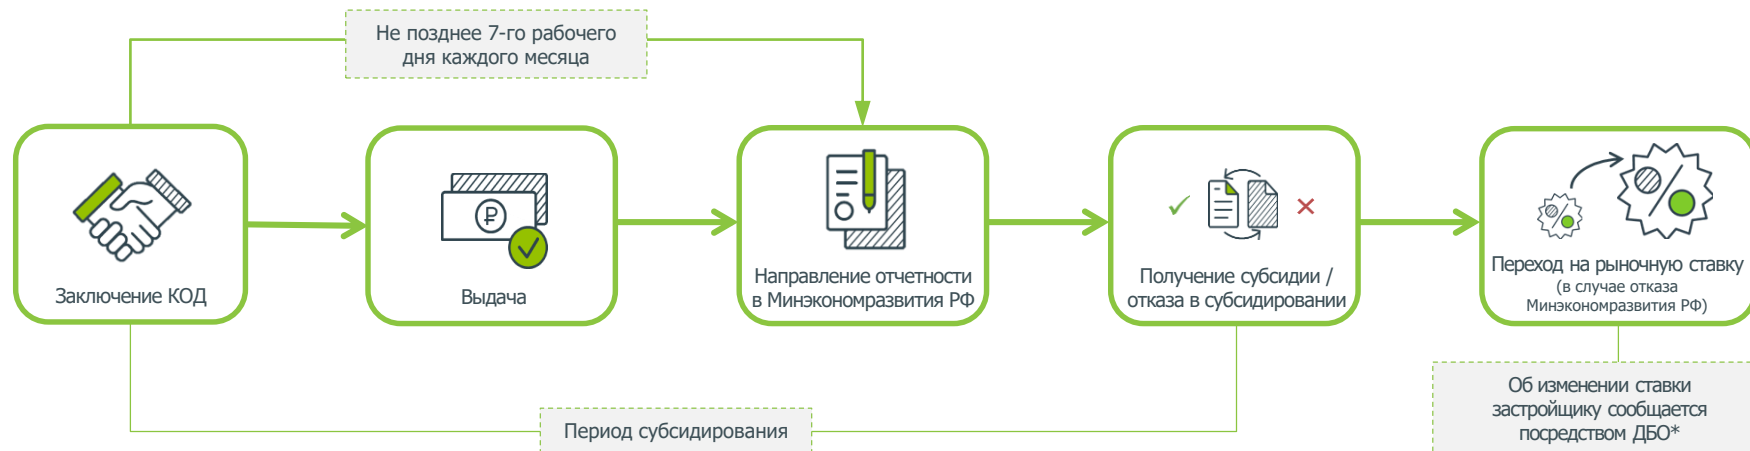 Не позднее 7-го рабочего
дня каждого месяца
Заключение КОД
Выдача
Направление отчетности
в Минэкономразвития РФ
Получение субсидии /
отказа в субсидировании
Переход на рыночную ставку
(в случае отказа
Минэкономразвития РФ)
Период субсидирования
Об изменении ставки
застройщику сообщается
посредством ДБО*